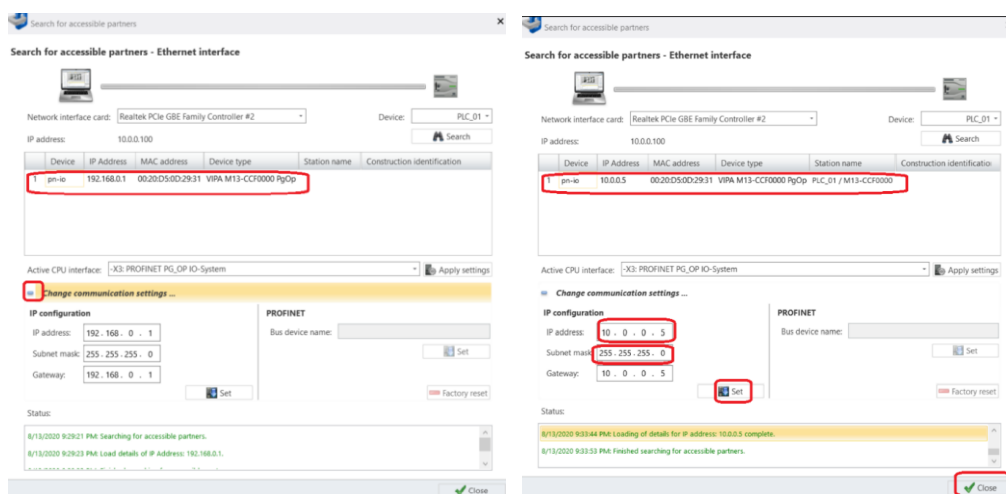 Search for accessible partners
Search for accessible partners - Ethernet interface
Network interface card: Realtek PCIe GBE Family Controller #2 Device: PLC_01
IP address: 10.0.0.100 Search
Device IP Address MAC address Device type Station name Construction identification
1 pn-io 192.168.0.1 00:20:D5:0D:29:31 VIPA M13-CCF0000 PgOp
Active CPU interface: -X3: PROFINET PG_OP IO-System Apply settings
Change communication settings ...
IP configuration PROFINET
IP address: 192 . 168 . 0 . 1 Bus device name:
Subnet mask: 255 . 255 . 255 . 0 Set
Gateway: 192 . 168 . 0 . 1
Set Factory reset
Status:
8/13/2020 9:29:21 PM: Searching for accessible partners.
8/13/2020 9:29:23 PM: Load details of IP Address: 192.168.0.1.
Close
Search for accessible partners
Search for accessible partners - Ethernet interface
Network interface card: Realtek PCIe GBE Family Controller #2 Device: PLC_01
IP address: 10.0.0.100 Search
Device IP Address MAC address Device type Station name Construction identificatio
1 pn-io 10.0.0.5 00:20:D5:0D:29:31 VIPA M13-CCF0000 PgOp PLC_01 / M13-CCF0000
Active CPU interface: -X3: PROFINET PG_OP IO-System Apply settings
Change communication settings ...
IP configuration PROFINET
IP address: 10 . 0 . 0 . 5 Bus device name:
Subnet mask: 255 . 255 . 255 . 0 Set
Gateway: 10 . 0 . 0 . 5
Set Factory reset
Status:
8/13/2020 9:33:44 PM: Loading of details for IP address: 10.0.0.5 complete.
8/13/2020 9:33:53 PM: Finished searching for accessible partners.
Close